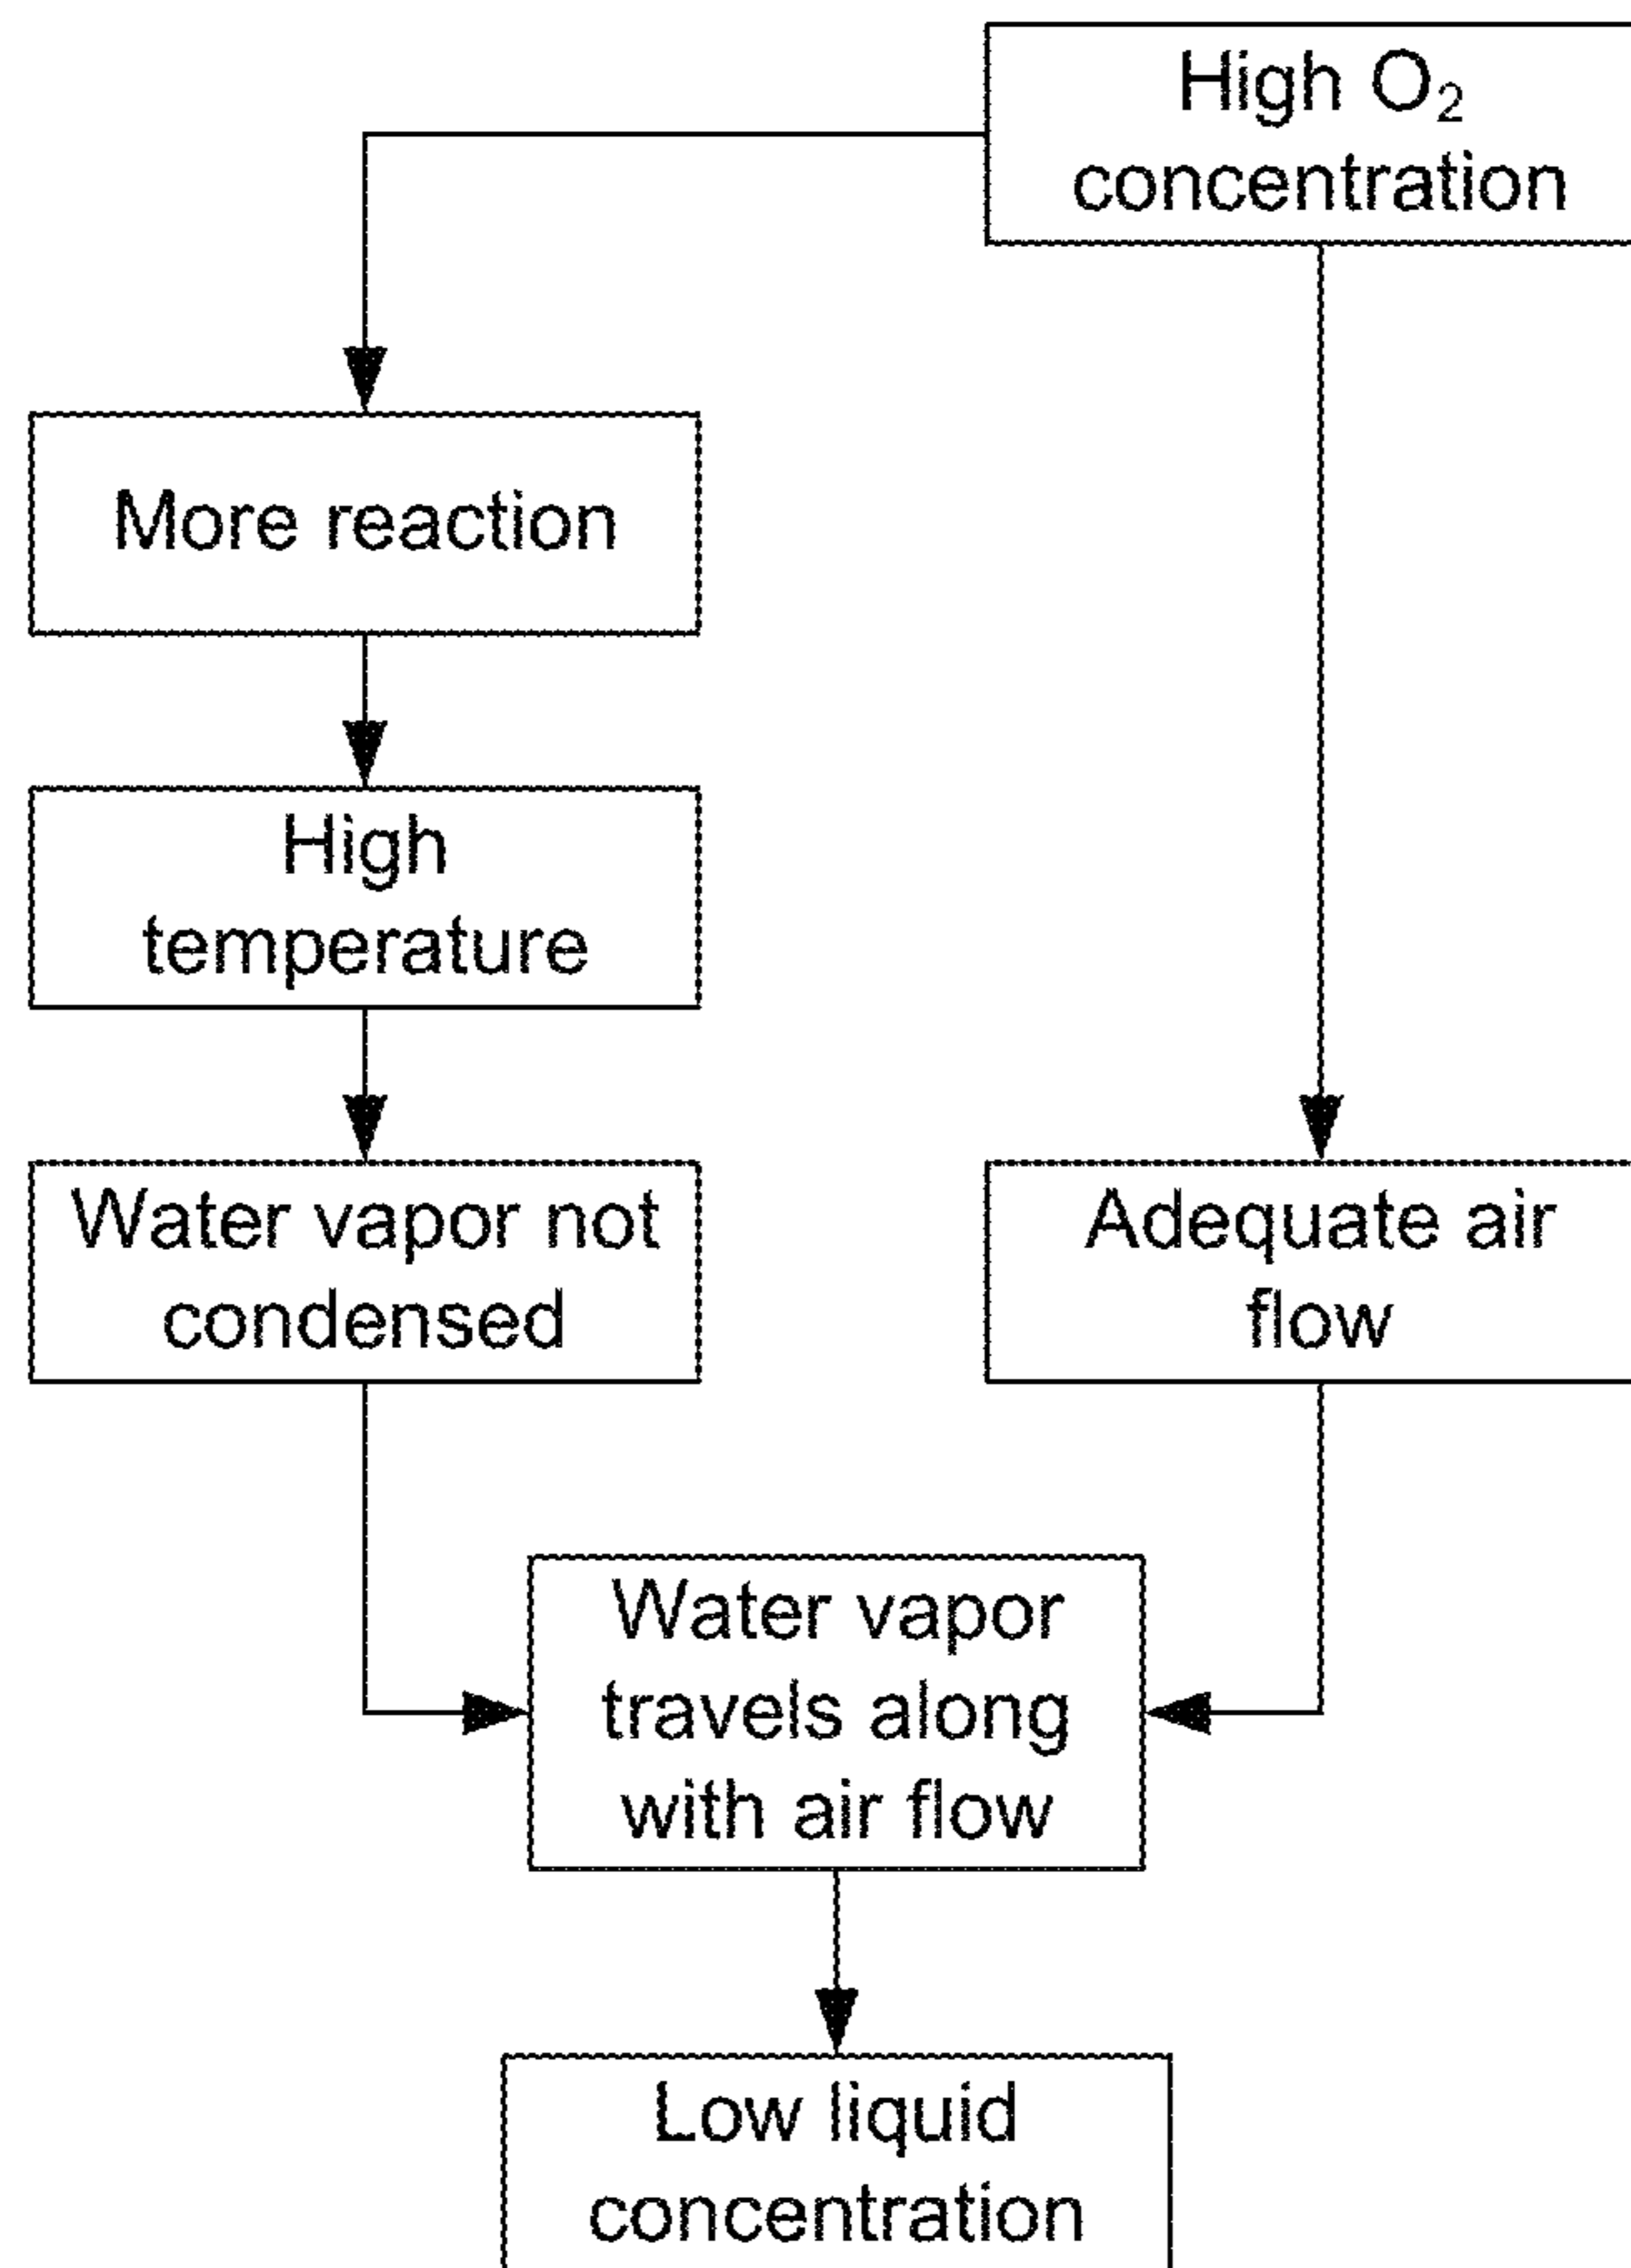 High O₂
concentration
More reaction
High
temperature
Water vapor not
condensed
Adequate air
flow
Water vapor
travels along
with air flow
Low liquid
concentration